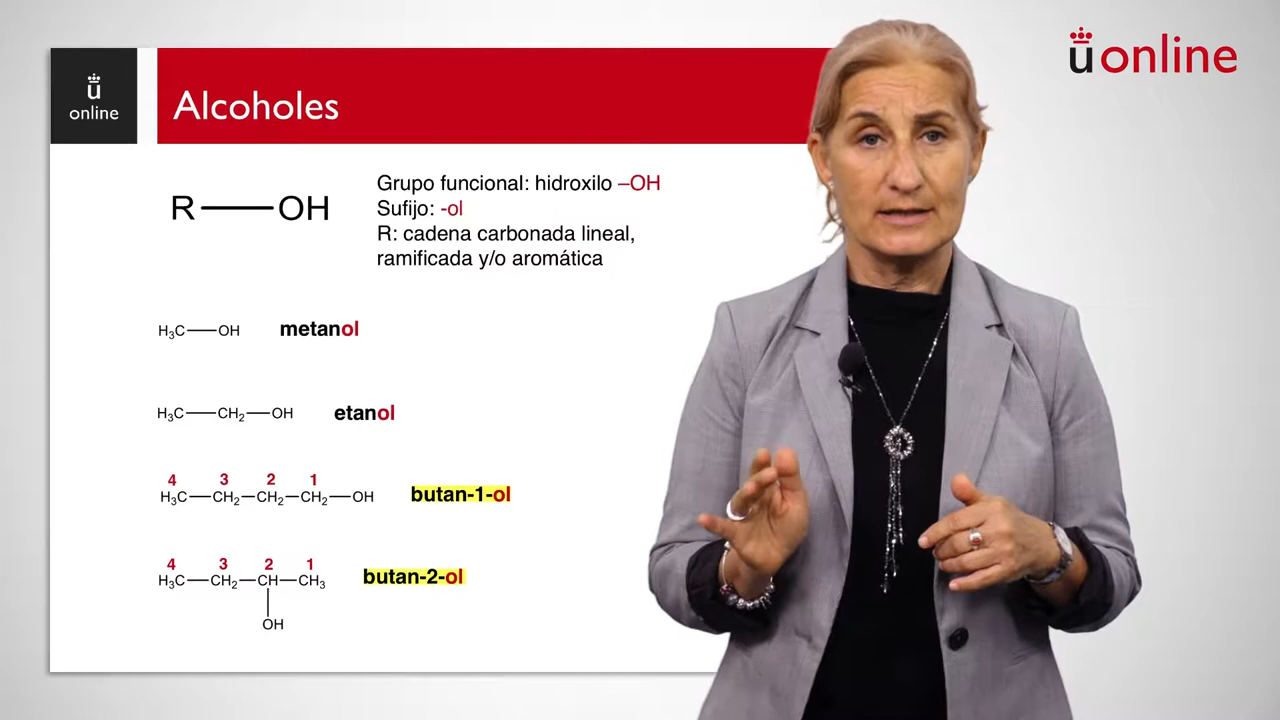 ū online
ū
online
Alcoholes
R—OH
Grupo funcional: hidroxilo –OH
Sufijo: -ol
R: cadena carbonada lineal,
ramificada y/o aromática
H₃C—OH metanol
H₃C—CH₂—OH etanol
4 3 2 1
H₃C—CH₂—CH₂—CH₂—OH butan-1-ol
4 3 2 1
H₃C—CH₂—CH—CH₃ butan-2-ol
OH